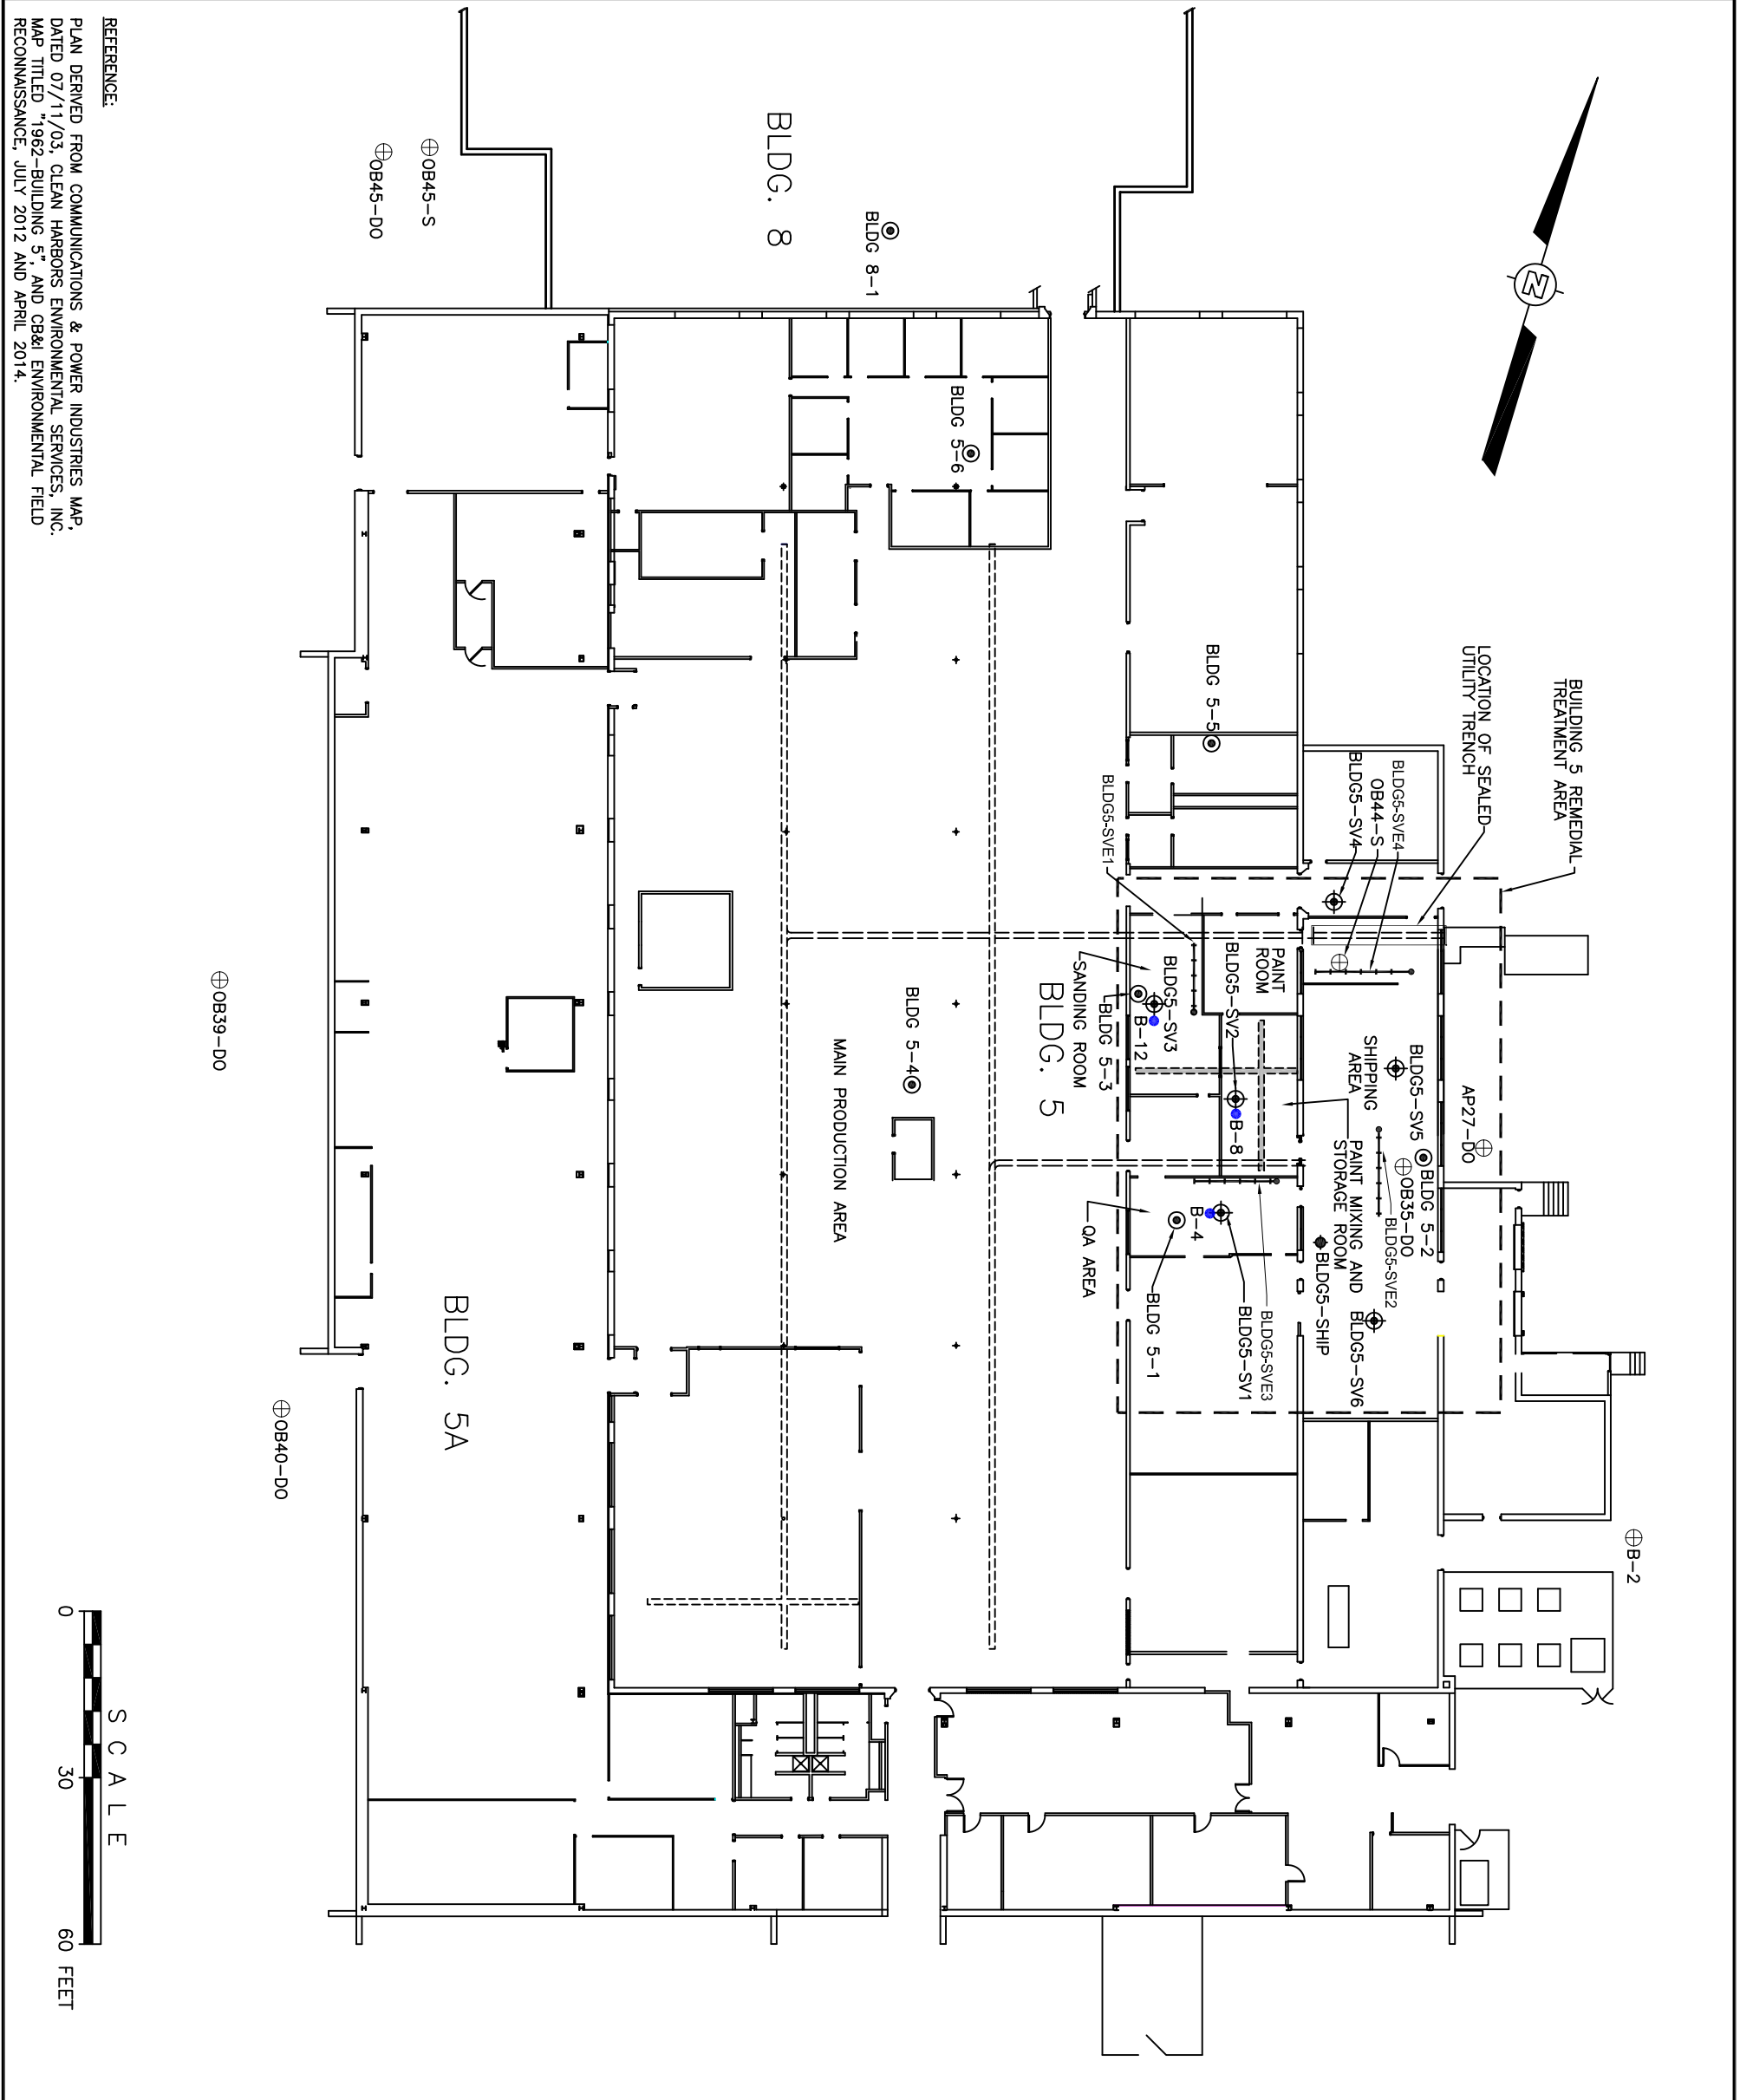 BUILDING 5 REMEDIAL
TREATMENT AREA
LOCATION OF SEALED
UTILITY TRENCH
N
B-2
AP27-DO
BLDG5-SVE4
OB44-S
BLDG5-SV4
BLDG5-SV5
BLDG 5-2
OB35-DO
BLDG5-SVE2
SHIPPING
AREA
PAINT MIXING AND
STORAGE ROOM
BLDG5-SV6
BLDG5-SHIP
PAINT
ROOM
BLDG5-SV2
B-8
BLDG5-SVE3
BLDG5-SV1
B-4
BLDG 5-5
BLDG5-SV3
B-12
BLDG 5-1
BLDG5-SVE1
BLDG 5-3
SANDING ROOM
QA AREA
BLDG. 5
BLDG 5-6
BLDG 5-4
BLDG 8-1
MAIN PRODUCTION AREA
BLDG. 8
BLDG. 5A
OB45-S
OB45-DO
OB40-DO
OB39-DO
REFERENCE:
PLAN DERIVED FROM COMMUNICATIONS & POWER INDUSTRIES MAP,
DATED 07/11/03, CLEAN HARBORS ENVIRONMENTAL SERVICES, INC.
MAP TITLED "1962-BUILDING 5", AND CB&I ENVIRONMENTAL FIELD
RECONNAISSANCE, JULY 2012 AND APRIL 2014.
SCALE
0 30 60 FEET